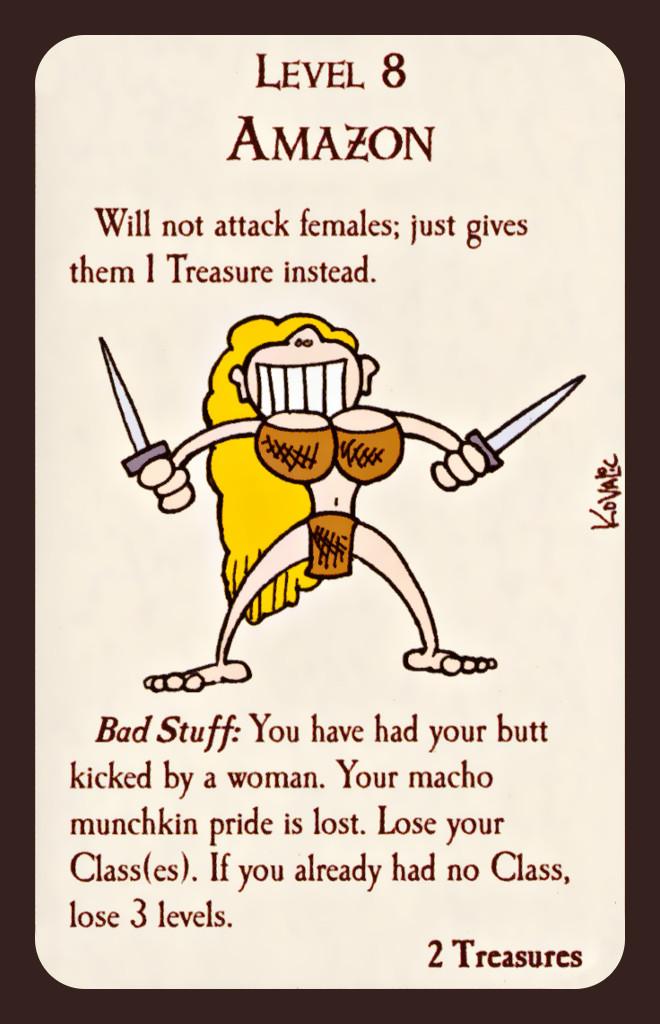 Level 8
Amazon
Will not attack females; just gives
them 1 Treasure instead.
Kovalic
Bad Stuff: You have had your butt
kicked by a woman. Your macho
munchkin pride is lost. Lose your
Class(es). If you already had no Class,
lose 3 levels.
2 Treasures